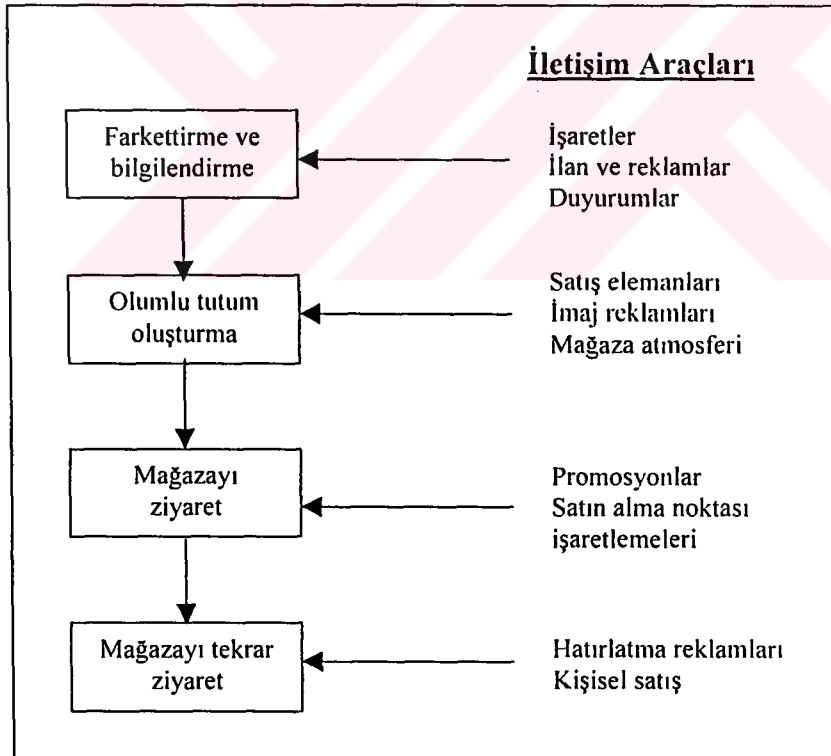 İletişim Araçları
Farkettirme ve
bilgilendirme
İşaretler
İlan ve reklamlar
Duyurumlar
Olumlu tutum
oluşturma
Satış elemanları
İmaj reklamları
Mağaza atmosferi
Mağazayı
ziyaret
Promosyonlar
Satın alma noktası
işaretlemeleri
Mağazayı tekrar
ziyaret
Hatırlatma reklamları
Kişisel satış